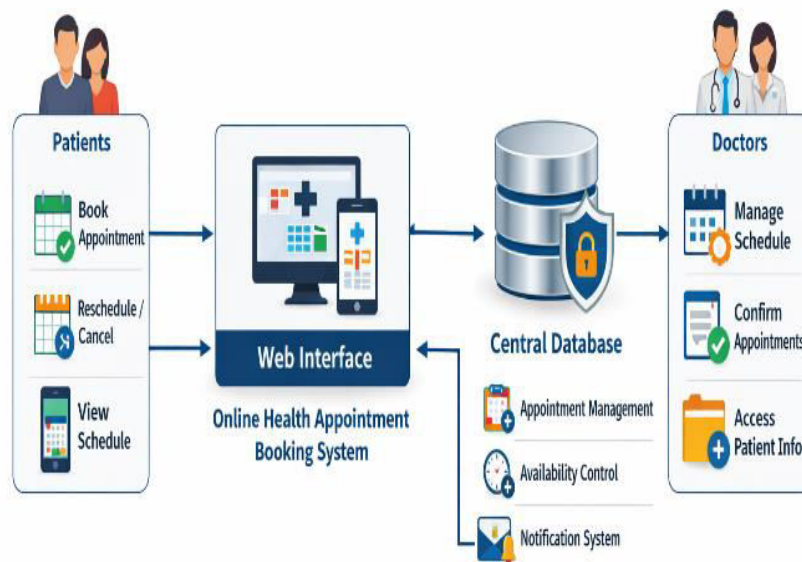 Patients
Book
Appointment
Reschedule /
Cancel
View
Schedule
Web Interface
Online Health Appointment
Booking System
Central Database
Appointment Management
Availability Control
Notification System
Doctors
Manage
Schedule
Confirm
Appointments
Access
Patient Info